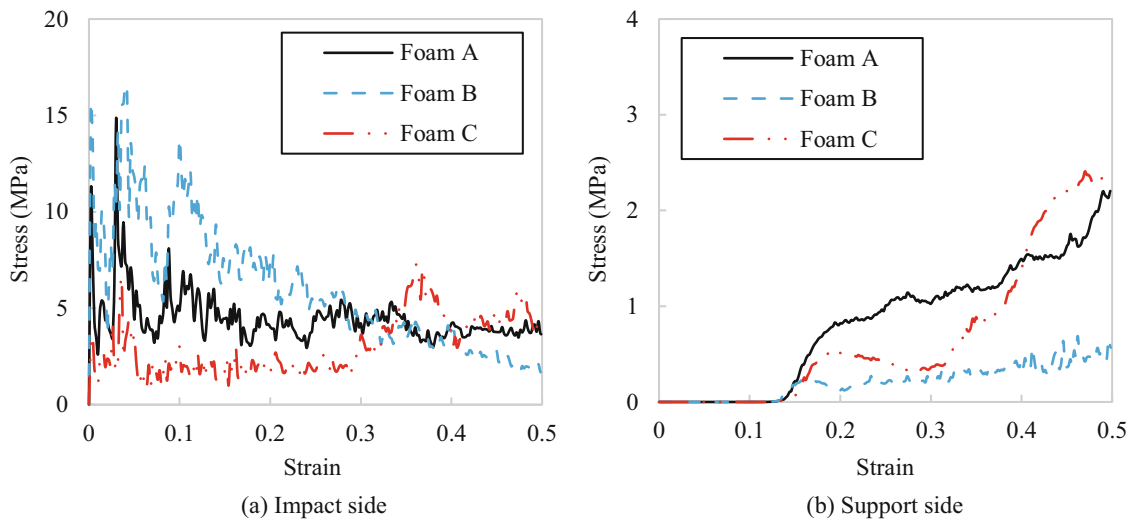 20
15
10
5
0
Stress (MPa)
Foam A
Foam B
Foam C
0
0.1
0.2
0.3
0.4
0.5
Strain
(a) Impact side
4
3
2
1
0
Stress (MPa)
Foam A
Foam B
Foam C
0
0.1
0.2
0.3
0.4
0.5
Strain
(b) Support side